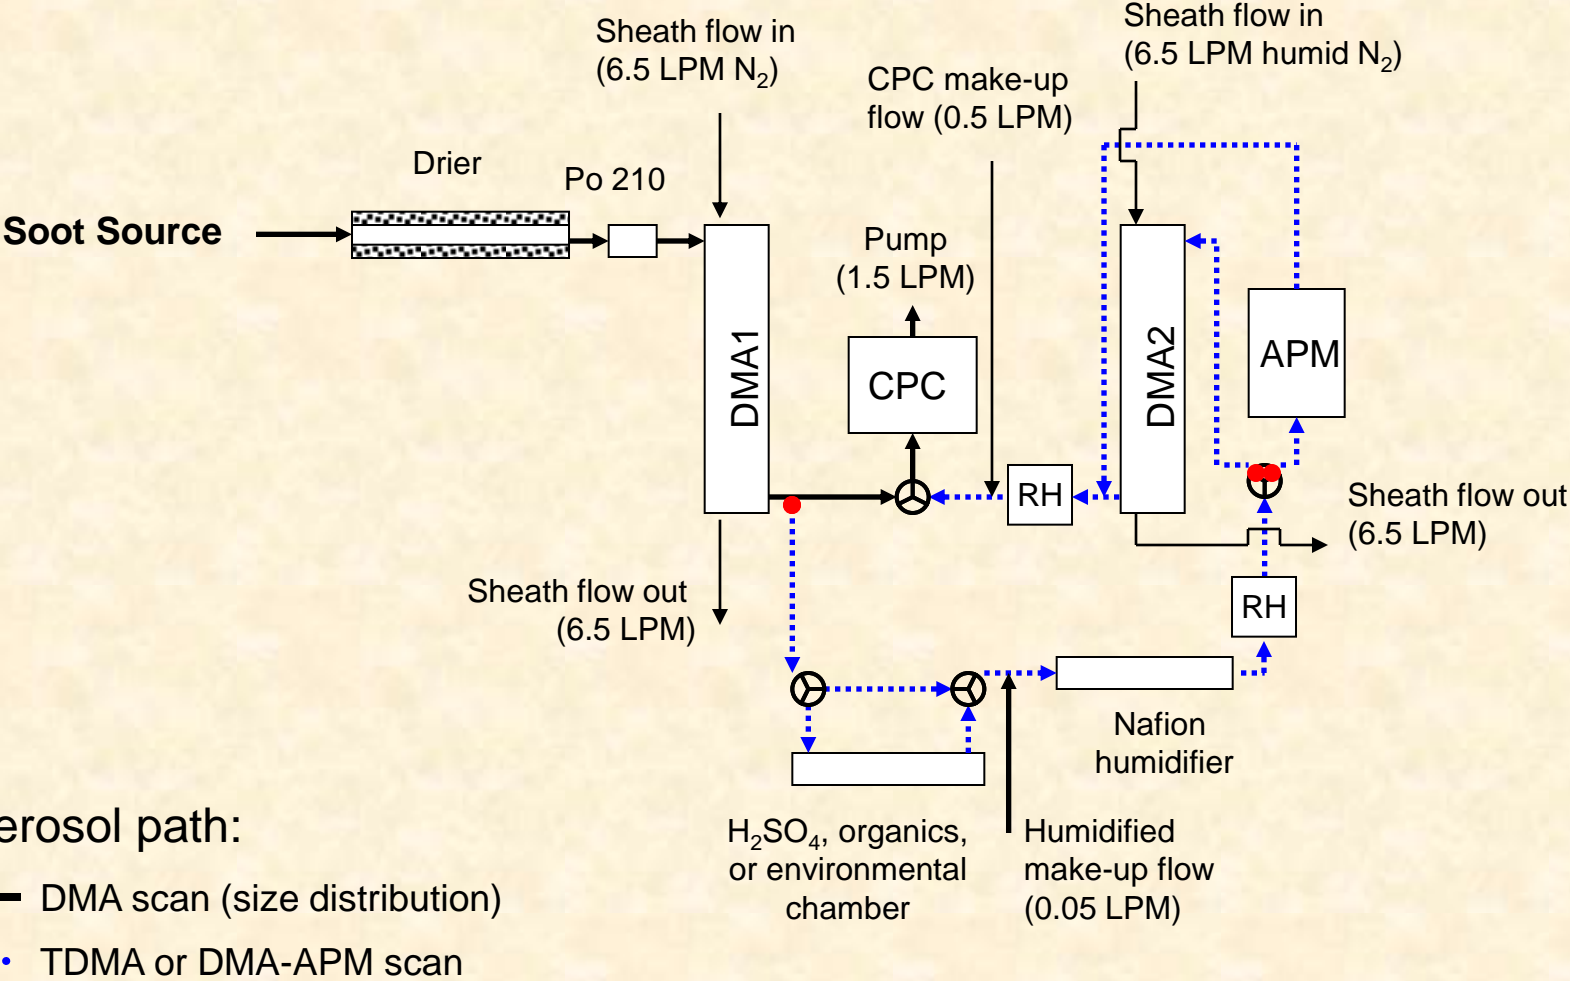 Sheath flow in
(6.5 LPM N₂)
Sheath flow in
(6.5 LPM humid N₂)
CPC make-up
flow (0.5 LPM)
Drier
Po 210
Soot Source
Pump
(1.5 LPM)
DMA1
CPC
DMA2
APM
RH
Sheath flow out
(6.5 LPM)
Sheath flow out
(6.5 LPM)
RH
Nafion
humidifier
H₂SO₄, organics,
or environmental
chamber
Humidified
make-up flow
(0.05 LPM)
erosol path:
DMA scan (size distribution)
TDMA or DMA-APM scan